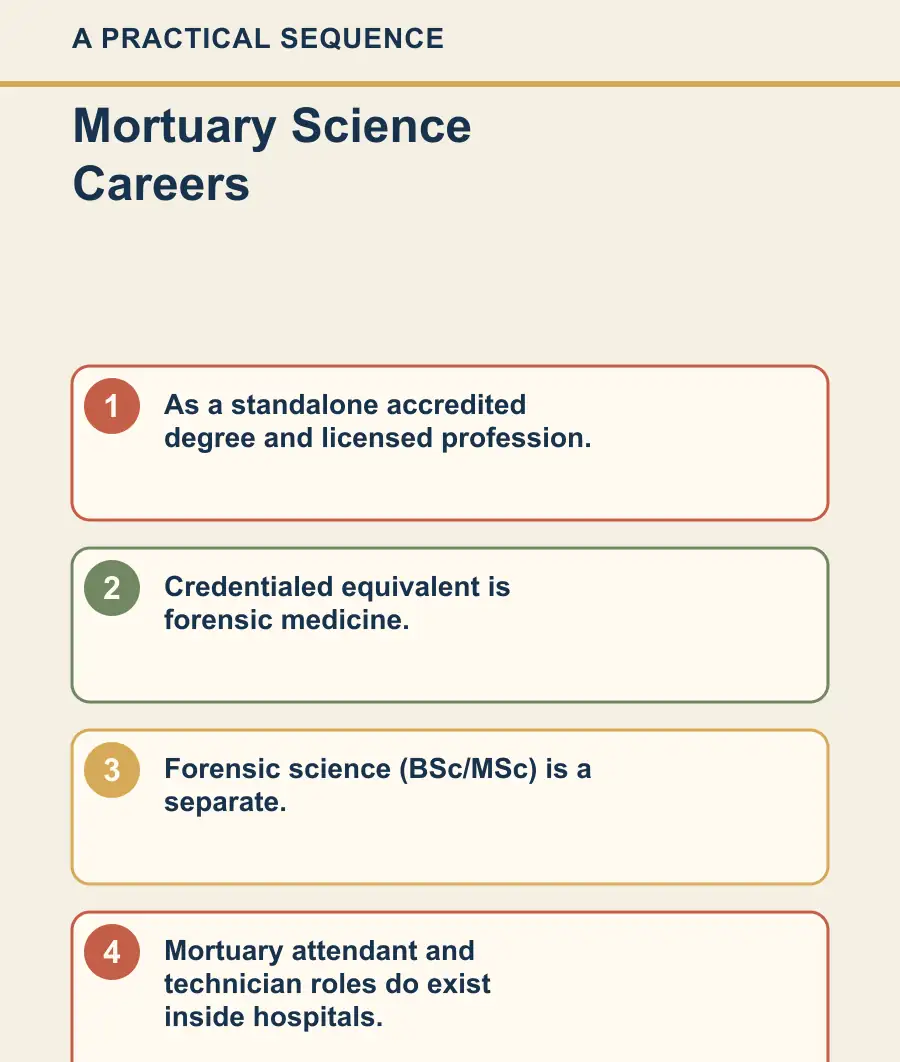 A PRACTICAL SEQUENCE
Mortuary Science
Careers
1
As a standalone accredited
degree and licensed profession.
2
Credentialed equivalent is
forensic medicine.
3
Forensic science (BSc/MSc) is a
separate.
4
Mortuary attendant and
technician roles do exist
inside hospitals.